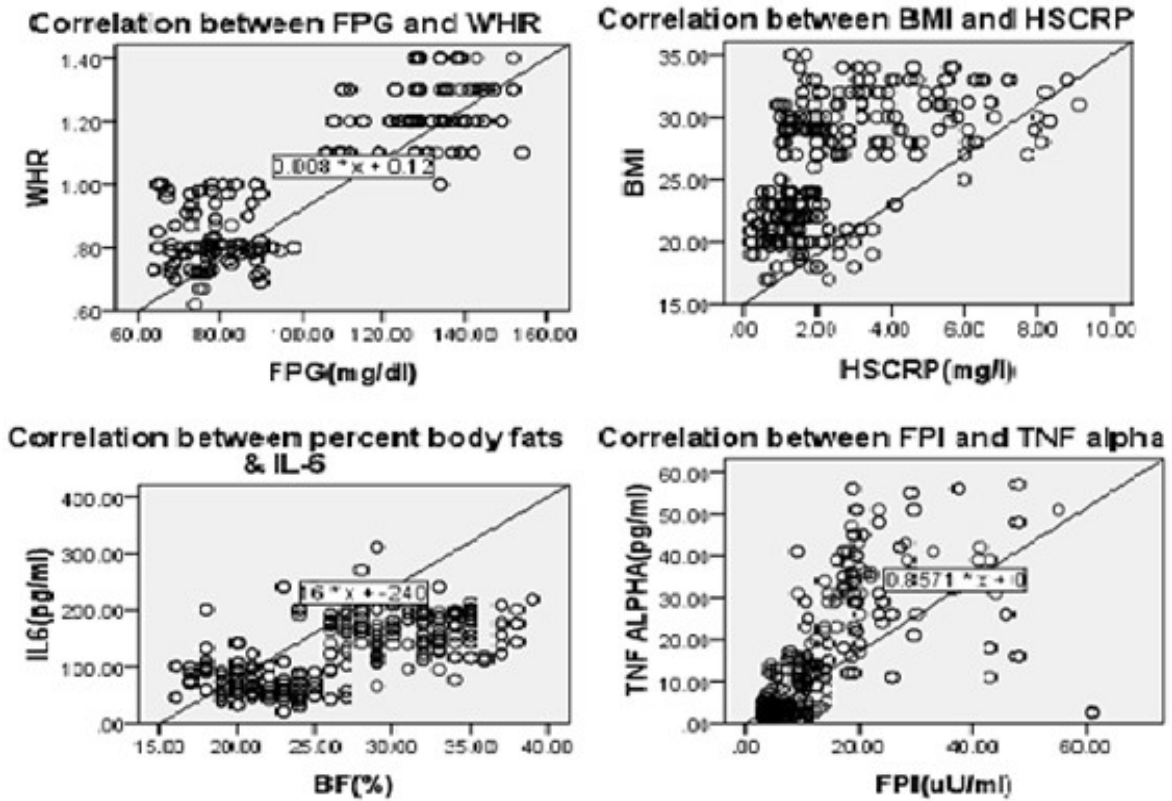 Correlation between FPG and WHR
1.40
1.20
1.00
.80
.60
WHR
0.008 * x + 0.12
60.00 80.00 100.00 120.00 140.00 160.00
FPG(mg/dl)
Correlation between BMI and HSCRP
35.00
30.00
25.00
20.00
15.00
BMI
.00 2.00 4.00 6.00 8.00 10.00
HSCRP(mg/l)
Correlation between percent body fats
& IL-6
400.00
300.00
200.00
100.00
.00
IL6(pg/ml)
16 * x + -240
15.00 20.00 25.00 30.00 35.00 40.00
BF(%)
Correlation between FPI and TNF alpha
60.00
50.00
40.00
30.00
20.00
10.00
.00
TNF ALPHA(pg/ml)
0.8571 * x + 0
.00 20.00 40.00 60.00
FPI(uU/ml)